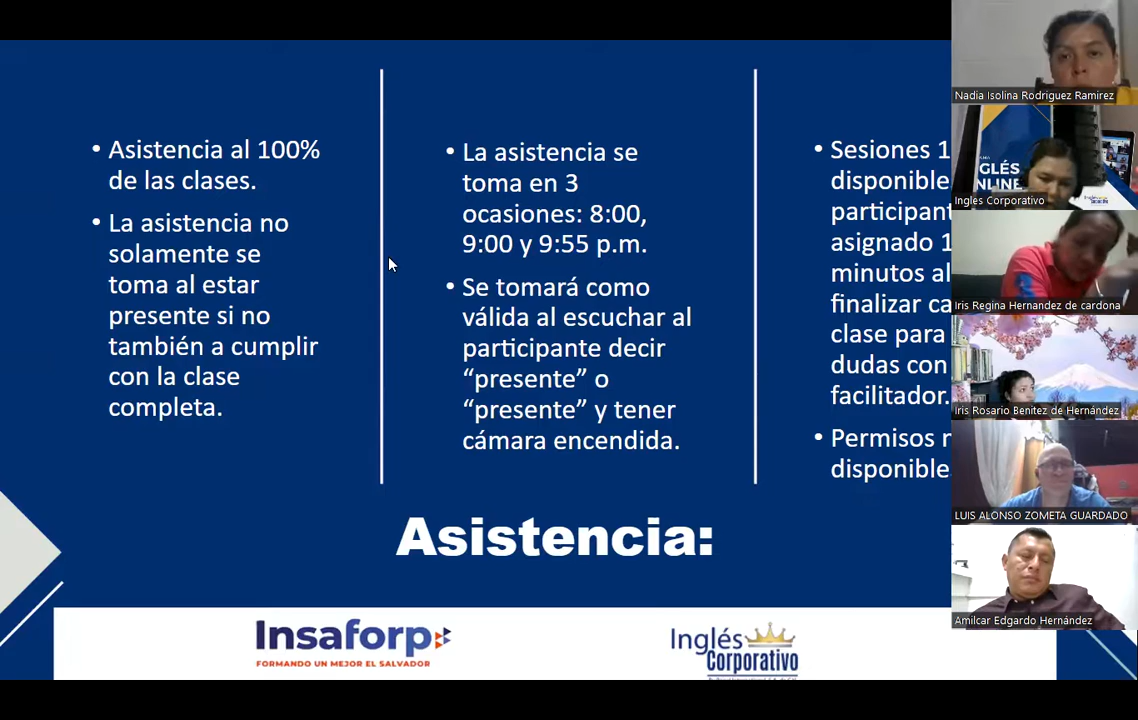 • Asistencia al 100%
de las clases.
• La asistencia no
solamente se
toma al estar
presente si no
también a cumplir
con la clase
completa.
• La asistencia se
toma en 3
ocasiones: 8:00,
9:00 y 9:55 p.m.
• Se tomará como
válida al escuchar al
participante decir
“presente” o
“presente” y tener
cámara encendida.
• Sesiones 1
disponible
participant
asignado 1
minutos al
finalizar ca
clase para
dudas con
facilitador.
• Permisos n
disponible
Asistencia:
Insaforp
FORMANDO UN MEJOR EL SALVADOR
Inglés
Corporativo
Nadia Isolina Rodriguez Ramirez
NGLÉS
NLINE
Inglés Corporativo
Iris Regina Hernandez de cardona
Iris Rosario Benitez de Hernández
LUIS ALONSO ZOMETA GUARDADO
Amilcar Edgardo Hernández